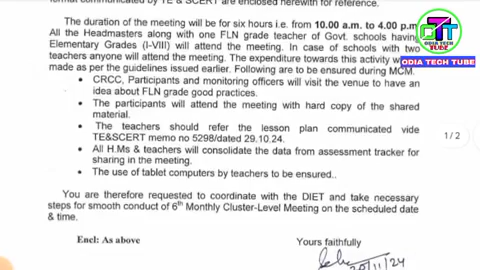 format communicated by TE & SCERT are enclosed herewith for reference.
The duration of the meeting will be for six hours i.e. from 10.00 a.m. to 4.00 p.m
All the Headmasters along with one FLN grade teacher of Govt. schools having
Elementary Grades (I-VIII) will attend the meeting. In case of schools with two
teachers anyone will attend the meeting. The expenditure towards this activity
made as per the guidelines issued earlier. Following are to be ensured during MCM.
• CRCC, Participants and monitoring officers will visit the venue to have an
idea about FLN grade good practices.
• The participants will attend the meeting with hard copy of the shared
material.
• The teachers should refer the lesson plan communicated vide
TE&SCERT memo no 5298/dated 29.10.24.
• All H.Ms & teachers will consolidate the data from assessment tracker for
sharing in the meeting.
• The use of tablet computers by teachers to be ensured..
You are therefore requested to coordinate with the DIET and take necessary
steps for smooth conduct of 6th Monthly Cluster-Level Meeting on the scheduled date
& time.
Encl: As above
Yours faithfully
20/11/24
ODIA TECH
TUBE
ODIA TECH TUBE
1/2